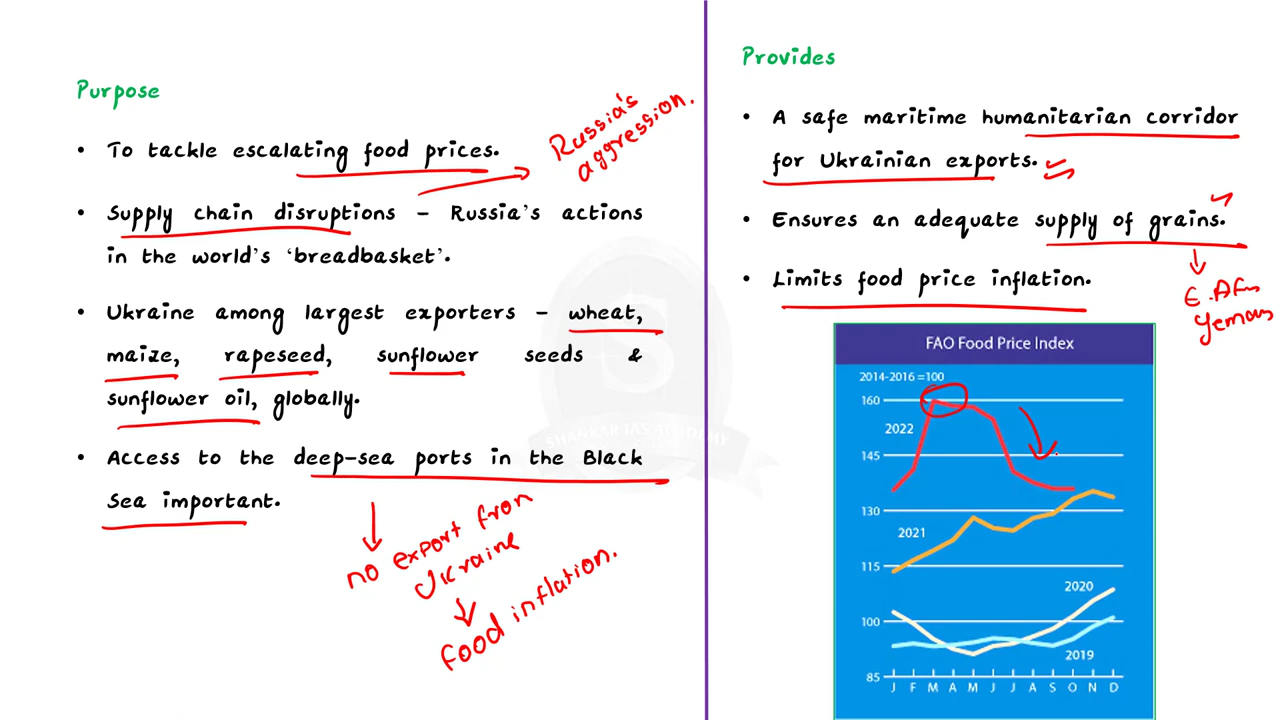 Purpose
• To tackle escalating food prices.
Russia's
aggression.
• Supply chain disruptions – Russia's actions
in the world's 'breadbasket'.
• Ukraine among largest exporters – wheat,
maize, rapeseed, sunflower seeds &
sunflower oil, globally.
• Access to the deep-sea ports in the Black
Sea important.
no export from
Ukraine
food inflation.
SHANKAR IAS ACADEMY
Provides
• A safe maritime humanitarian corridor
for Ukrainian exports.
• Ensures an adequate supply of grains.
• Limits food price inflation.
FAO Food Price Index
2014-2016 =100
160
2022
145
130
2021
115
2020
100
2019
85
J F M A M J J A S O N D